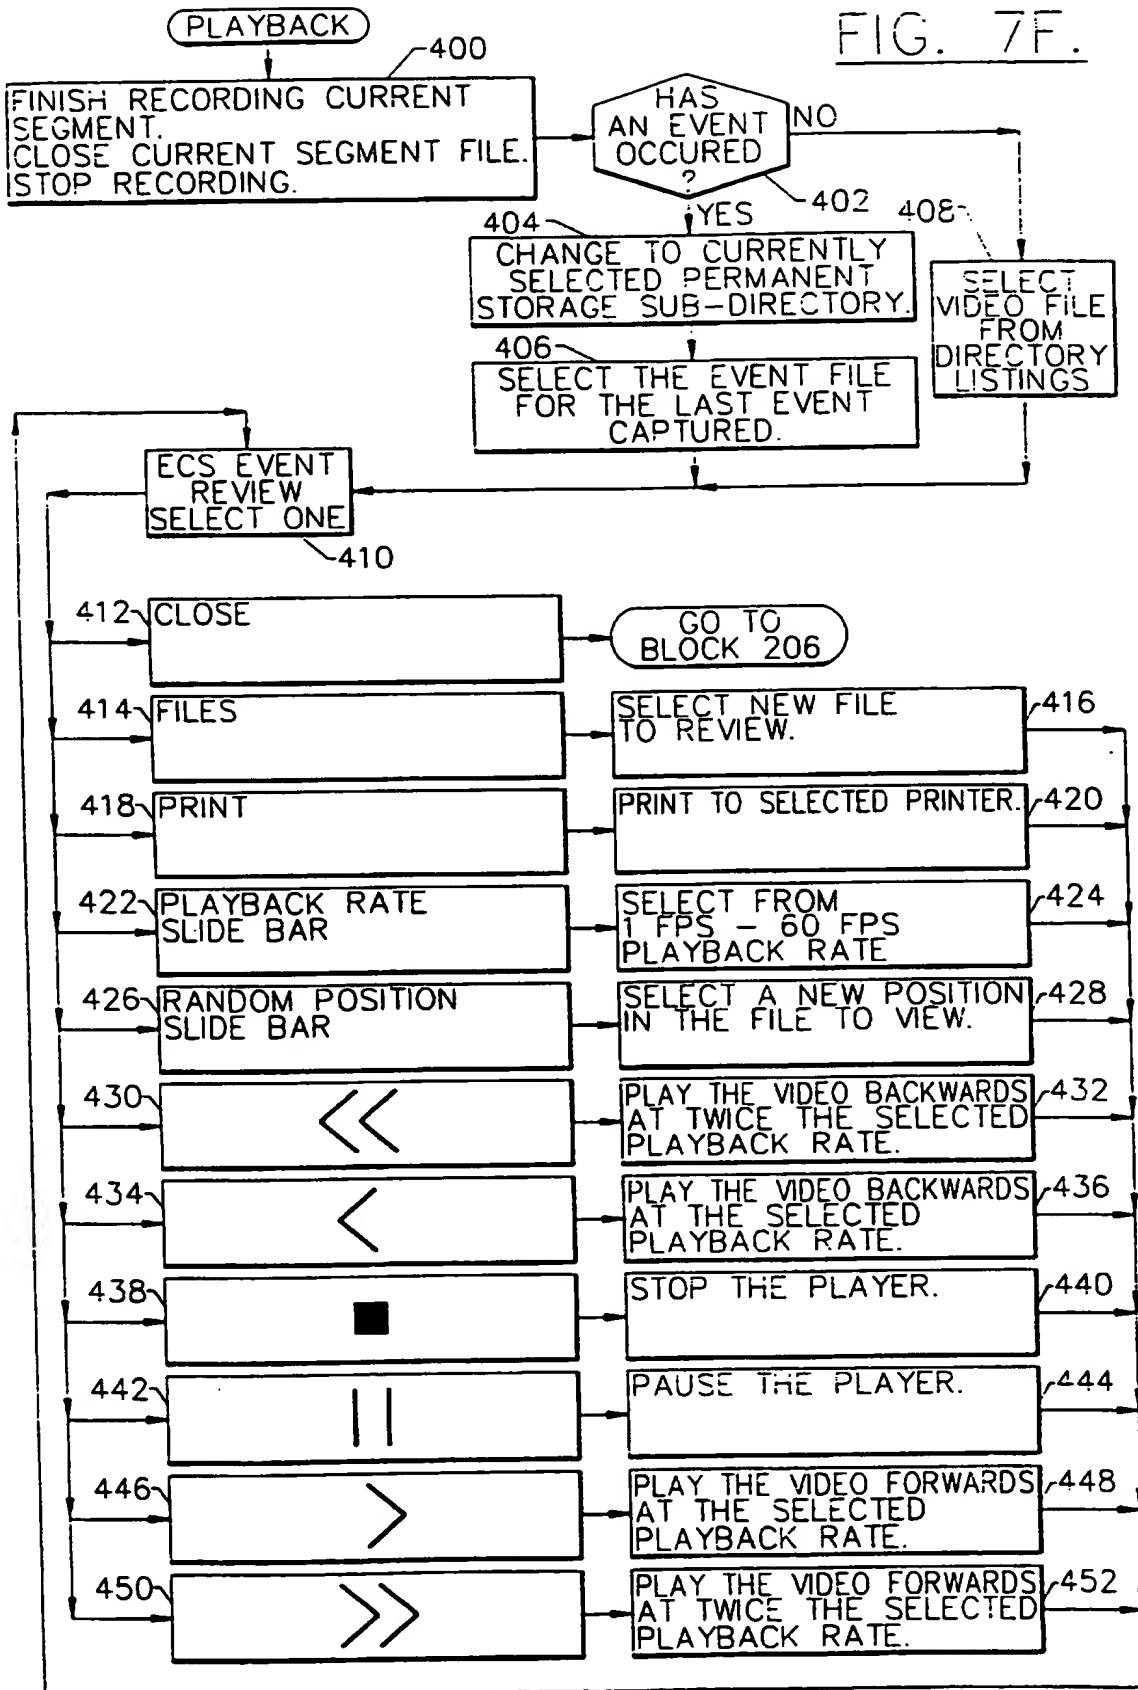 PLAYBACK
FIG. 7F.
400
FINISH RECORDING CURRENT
SEGMENT.
CLOSE CURRENT SEGMENT FILE.
STOP RECORDING.
HAS
AN EVENT
OCCURED
?
NO
402
YES
404
CHANGE TO CURRENTLY
SELECTED PERMANENT
STORAGE SUB-DIRECTORY.
408
SELECT
VIDEO FILE
FROM
DIRECTORY
LISTINGS
406
SELECT THE EVENT FILE
FOR THE LAST EVENT
CAPTURED.
ECS EVENT
REVIEW
SELECT ONE
410
412
CLOSE
GO TO
BLOCK 206
414
FILES
SELECT NEW FILE
TO REVIEW.
416
418
PRINT
PRINT TO SELECTED PRINTER.
420
422
PLAYBACK RATE
SLIDE BAR
SELECT FROM
1 FPS - 60 FPS
PLAYBACK RATE
424
426
RANDOM POSITION
SLIDE BAR
SELECT A NEW POSITION
IN THE FILE TO VIEW.
428
430
<<
PLAY THE VIDEO BACKWARDS
AT TWICE THE SELECTED
PLAYBACK RATE.
432
434
<
PLAY THE VIDEO BACKWARDS
AT THE SELECTED
PLAYBACK RATE.
436
438
■
STOP THE PLAYER.
440
442
||
PAUSE THE PLAYER.
444
446
>
PLAY THE VIDEO FORWARDS
AT THE SELECTED
PLAYBACK RATE.
448
450
>>
PLAY THE VIDEO FORWARDS
AT TWICE THE SELECTED
PLAYBACK RATE.
452